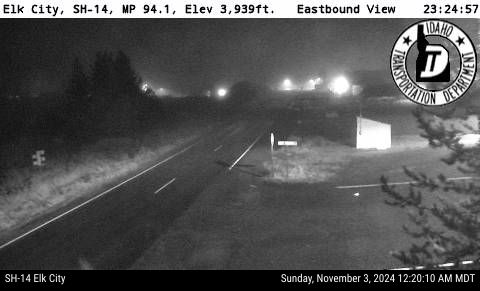 Elk City, SH-14, MP 94.1, Elev 3,939ft. Eastbound View 23:24:57
IDAHO
TRANSPORTATION DEPARTMENT
SH-14 Elk City Sunday, November 3, 2024 12:20:10 AM MDT